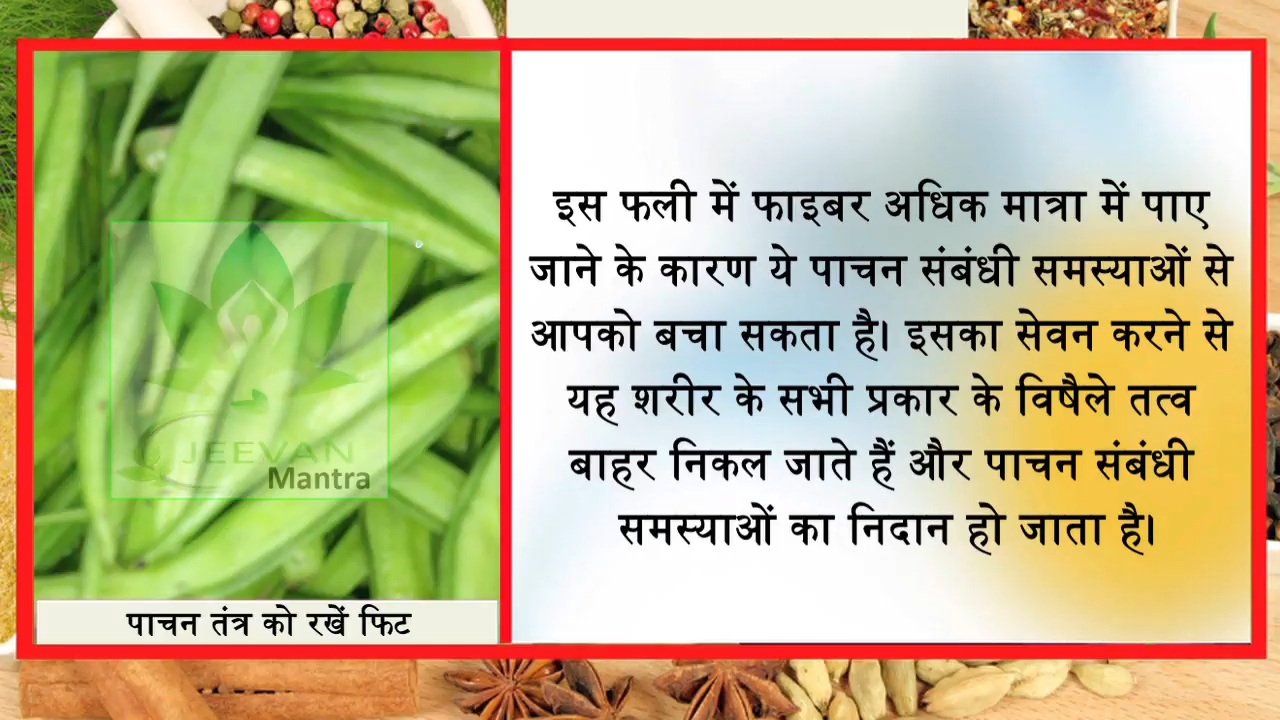 इस फली में फाइबर अधिक मात्रा में पाए
जाने के कारण ये पाचन संबंधी समस्याओं से
आपको बचा सकता है। इसका सेवन करने से
यह शरीर के सभी प्रकार के विषैले तत्व
बाहर निकल जाते हैं और पाचन संबंधी
समस्याओं का निदान हो जाता है।
JEEVAN
Mantra
पाचन तंत्र को रखें फिट